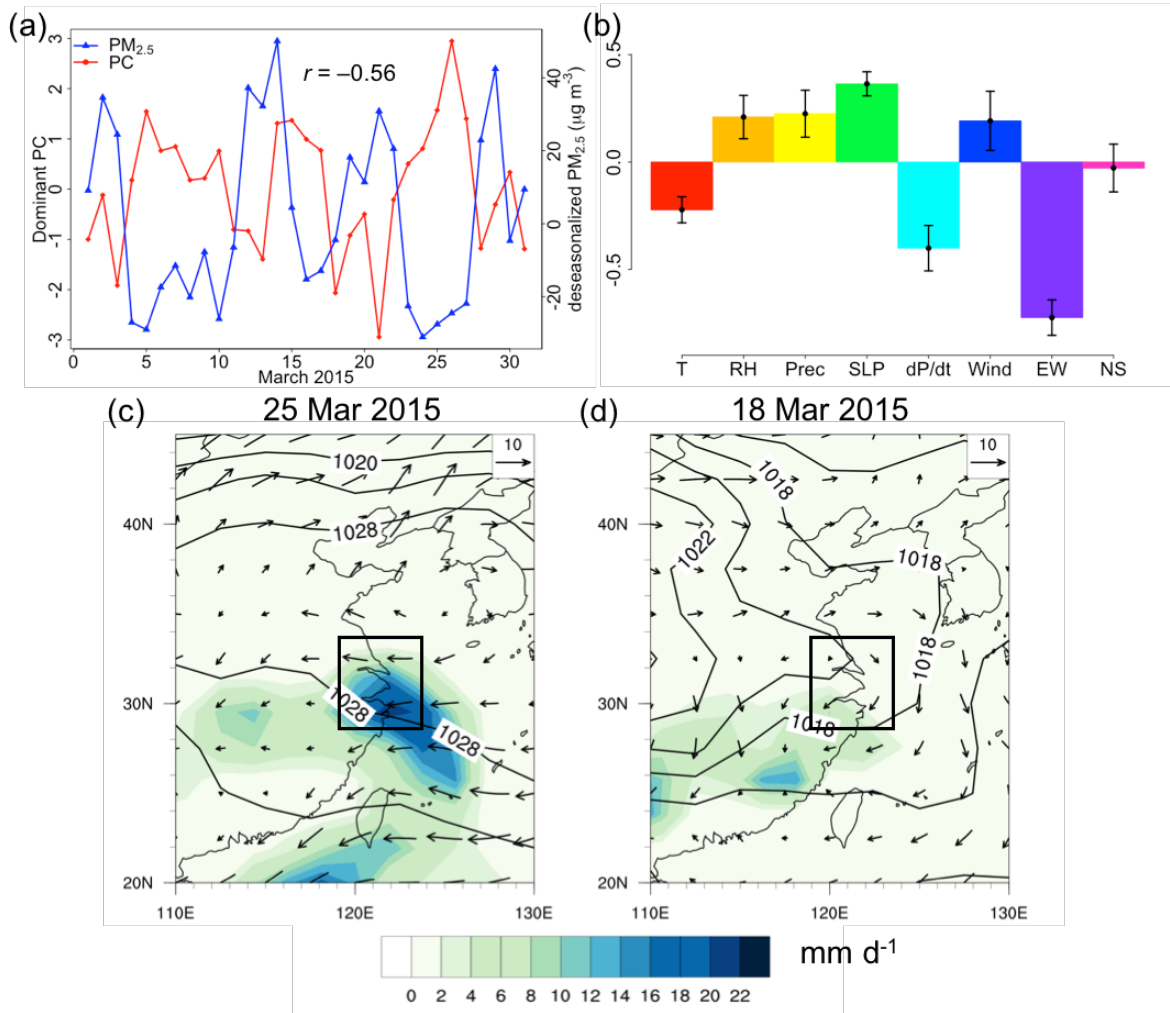 (a)
PM2.5
PC
r = –0.56
Dominant PC
3
2
1
0
-1
-2
-3
deseasonalized PM2.5 (μg m-3)
40
20
0
-20
0 5 10 15 20 25 30
March 2015
(b)
0.5
0.0
-0.5
T RH Prec SLP dP/dt Wind EW NS
(c) 25 Mar 2015
10
1020
1028
1028
1028
40N
30N
20N
110E 120E 130E
(d) 18 Mar 2015
10
1018
1022
1018
1018
1018
40N
30N
20N
110E 120E 130E
0 2 4 6 8 10 12 14 16 18 20 22
mm d-1